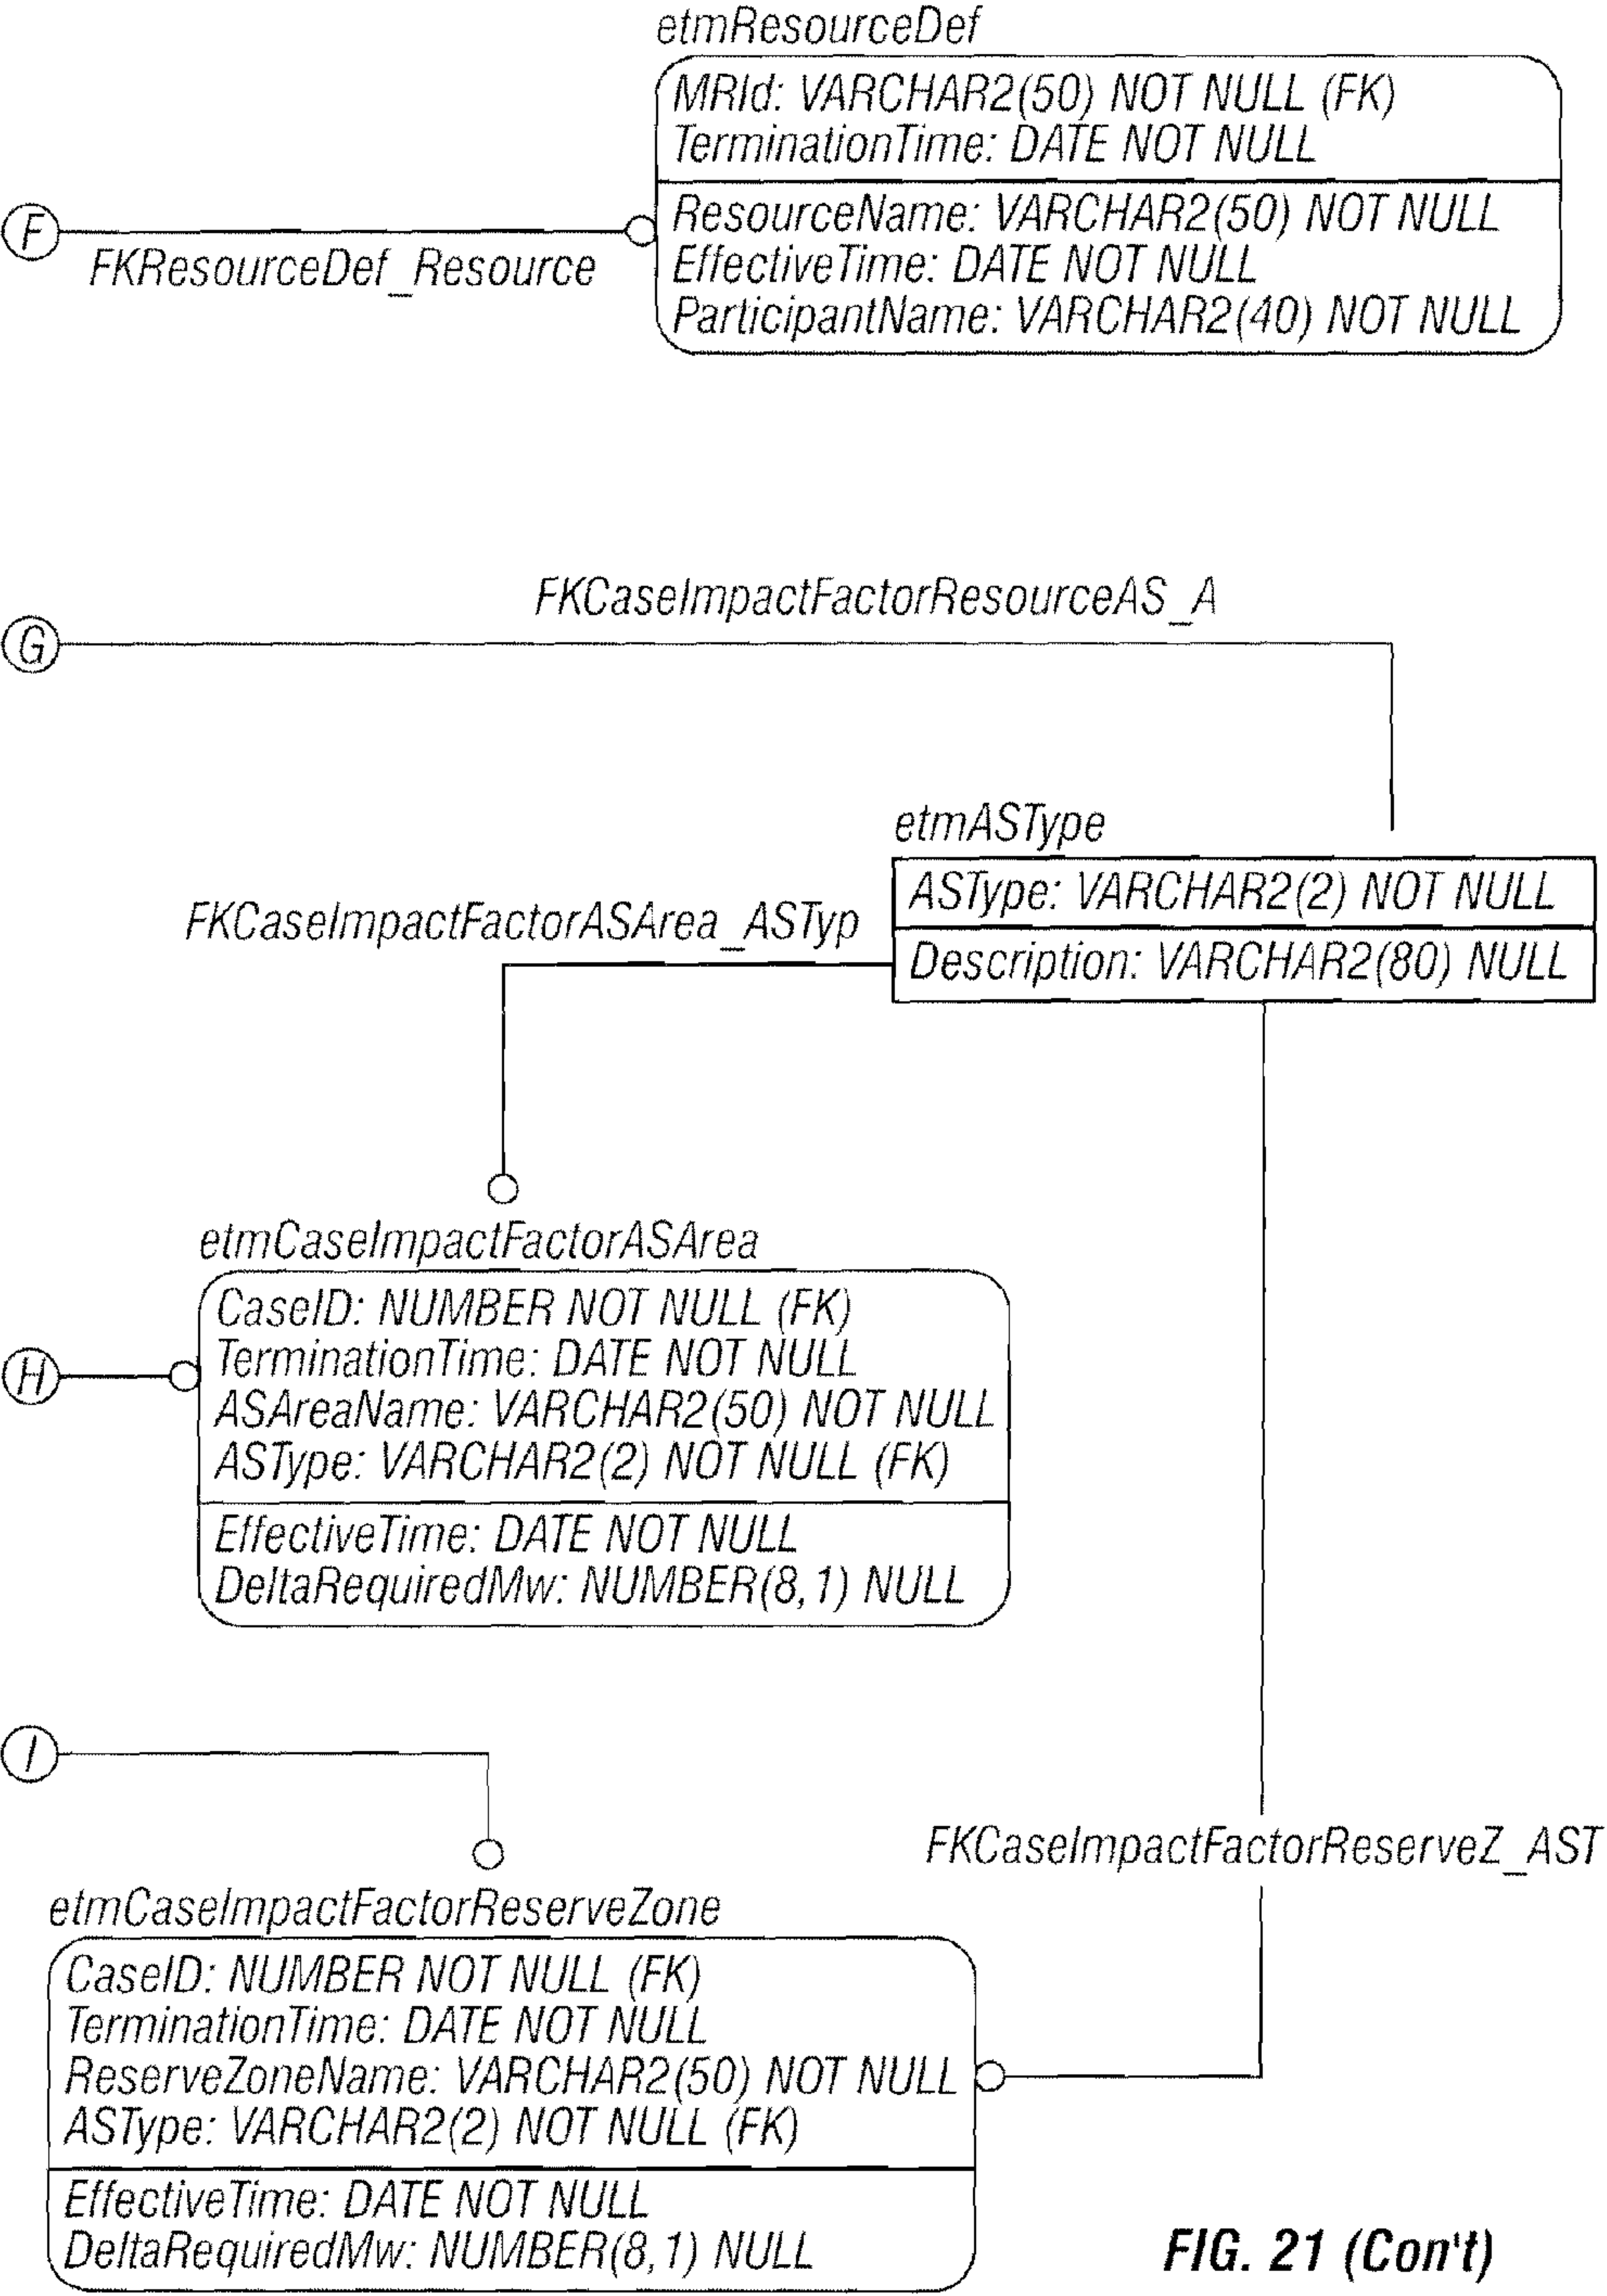 etmResourceDef
MRId: VARCHAR2(50) NOT NULL (FK)
TerminationTime: DATE NOT NULL
ResourceName: VARCHAR2(50) NOT NULL
EffectiveTime: DATE NOT NULL
ParticipantName: VARCHAR2(40) NOT NULL
F
FKResourceDef_Resource
FKCaseImpactFactorResourceAS_A
G
etmASType
ASType: VARCHAR2(2) NOT NULL
Description: VARCHAR2(80) NULL
FKCaseImpactFactorASArea_ASTyp
etmCaseImpactFactorASArea
CaseID: NUMBER NOT NULL (FK)
TerminationTime: DATE NOT NULL
ASAreaName: VARCHAR2(50) NOT NULL
ASType: VARCHAR2(2) NOT NULL (FK)
EffectiveTime: DATE NOT NULL
DeltaRequiredMw: NUMBER(8,1) NULL
H
I
FKCaseImpactFactorReserveZ_AST
etmCaseImpactFactorReserveZone
CaseID: NUMBER NOT NULL (FK)
TerminationTime: DATE NOT NULL
ReserveZoneName: VARCHAR2(50) NOT NULL
ASType: VARCHAR2(2) NOT NULL (FK)
EffectiveTime: DATE NOT NULL
DeltaRequiredMw: NUMBER(8,1) NULL
FIG. 21 (Con't)